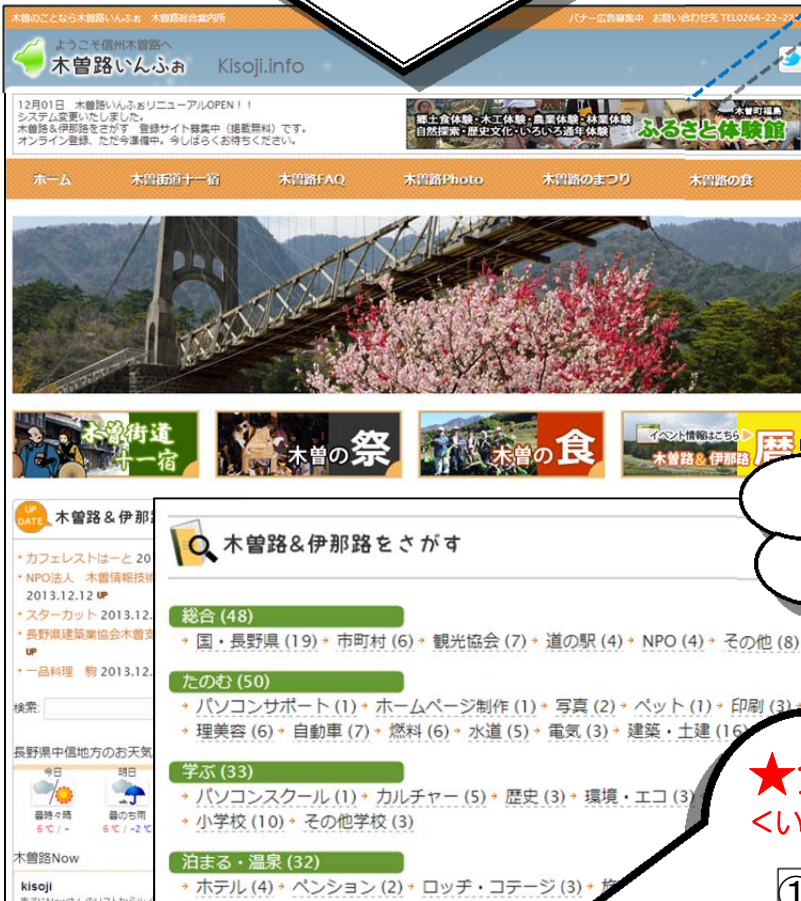 木曽のことなら木曽路いんふぉ 木曽路総合案内所
バナー広告募集中 お問い合わせ先 TEL0264-22-22
ようこそ信州木曽路へ
木曽路いんふぉ Kisoji.info
12月01日 木曽路いんふぉリニューアルOPEN！！
システム変更いたしました。
木曽路&伊那路をさがす 登録サイト募集中（掲載無料）です。
オンライン登録、ただ今準備中。今しばらくお待ちください。
郷土食体験・木工体験・農業体験・林業体験
自然探索・歴史文化・いろいろ通年体験
木曽町福島
ふるさと体験館
ホーム 木曽街道十一宿 木曽路FAQ 木曽路Photo 木曽路のまつり 木曽路の食
木曽街道
十一宿
木曽の祭
木曽の食
イベント情報はこちら
木曽路&伊那路
暦
UP DATE 木曽路&伊那
カフェレストはーと 20
NPO法人 木曽情報技術
2013.12.12 UP
スターカット 2013.12.
長野県建築業協会木曽支
UP
一品料理 駒 2013.12.
検索:
長野県中信地方のお天気
今日 明日
曇時々晴 曇のち雨
6℃ / - 6℃ / -2℃
木曽路Now
kisoji
木曽路&伊那路をさがす
総合 (48)
国・長野県 (19) 市町村 (6) 観光協会 (7) 道の駅 (4) NPO (4) その他 (8)
たのむ (50)
パソコンサポート (1) ホームページ制作 (1) 写真 (2) ペット (1) 印刷 (3)
理美容 (6) 自動車 (7) 燃料 (6) 水道 (5) 電気 (3) 建築・土建 (16)
学ぶ (33)
パソコンスクール (1) カルチャー (5) 歴史 (3) 環境・エコ (3)
小学校 (10) その他学校 (3)
泊まる・温泉 (32)
ホテル (4) ペンション (2) ロッヂ・コテージ (3)
★
<い
①